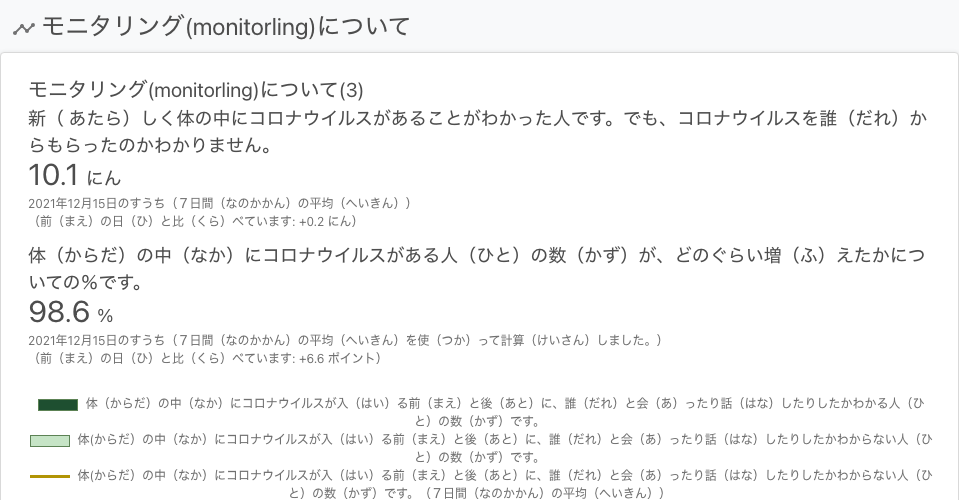 モニタリング(monitorling)について
モニタリング(monitorling)について(3)
新（ あたら）しく体の中にコロナウイルスがあることがわかった人です。でも、コロナウイルスを誰（だれ）か
らもらったのかわかりません。
10.1 にん
2021年12月15日のすうち（７日間（なのかかん）の平均（へいきん））
（前（まえ）の日（ひ）と比（くら）べています: +0.2 にん）
体（からだ）の中（なか）にコロナウイルスがある人（ひと）の数（かず）が、どのぐらい増（ふ）えたかにつ
いての%です。
98.6 %
2021年12月15日のすうち（７日間（なのかかん）の平均（へいきん）を使（つか）って計算（けいさん）しました。）
（前（まえ）の日（ひ）と比（くら）べています: +6.6 ポイント）
体（からだ）の中（なか）にコロナウイルスが入（はい）る前（まえ）と後（あと）に、誰（だれ）と会（あ）ったり話（はな）したりしたかわかる人（ひ
と）の数（かず）です。
体(からだ）の中（なか）にコロナウイルスが入（はい）る前（まえ）と後（あと）に、誰（だれ）と会（あ）ったり話（はな）したりしたかわからない人（ひ
と）の数（かず）です。
体(からだ）の中（なか）にコロナウイルスが入（はい）る前（まえ）と後（あと）に、誰（だれ）と会（あ）ったり話（はな）したりしたかわからない人（ひ
と）の数（かず）です。（７日間（なのかかん）の平均（へいきん））